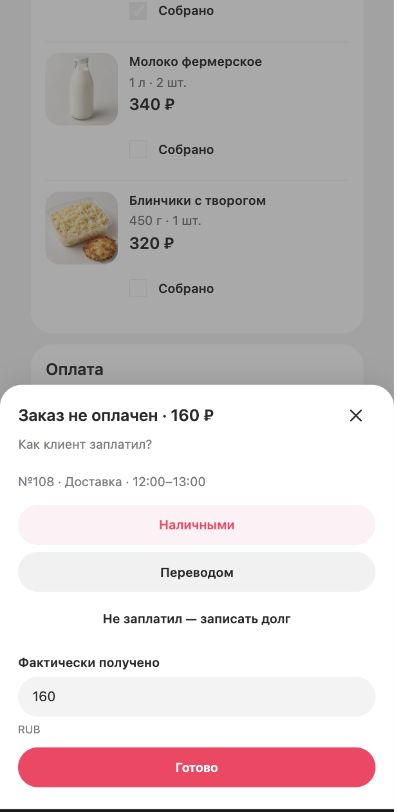 Собрано
Молоко фермерское
1 л · 2 шт.
340 ₽
Собрано
Блинчики с творогом
450 г · 1 шт.
320 ₽
Собрано
Оплата
Заказ не оплачен · 160 ₽
Как клиент заплатил?
№108 · Доставка · 12:00–13:00
Наличными
Переводом
Не заплатил — записать долг
Фактически получено
160
RUB
Готово